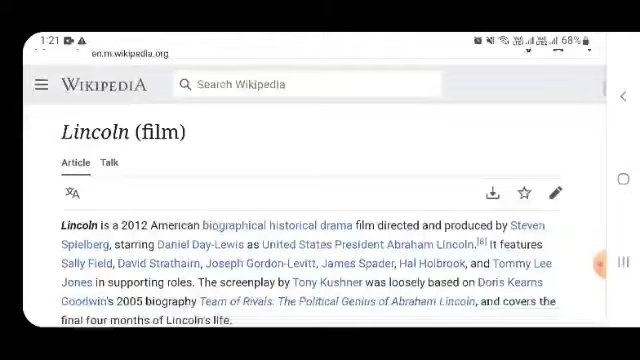 1:21 68%
en.m.wikipedia.org
WIKIPEDIA Search Wikipedia
Lincoln (film)
Article Talk
Lincoln is a 2012 American biographical historical drama film directed and produced by Steven
Spielberg, starring Daniel Day-Lewis as United States President Abraham Lincoln.[8] It features
Sally Field, David Strathairn, Joseph Gordon-Levitt, James Spader, Hal Holbrook, and Tommy Lee
Jones in supporting roles. The screenplay by Tony Kushner was loosely based on Doris Kearns
Goodwin's 2005 biography Team of Rivals: The Political Genius of Abraham Lincoln, and covers the
final four months of Lincoln's life.